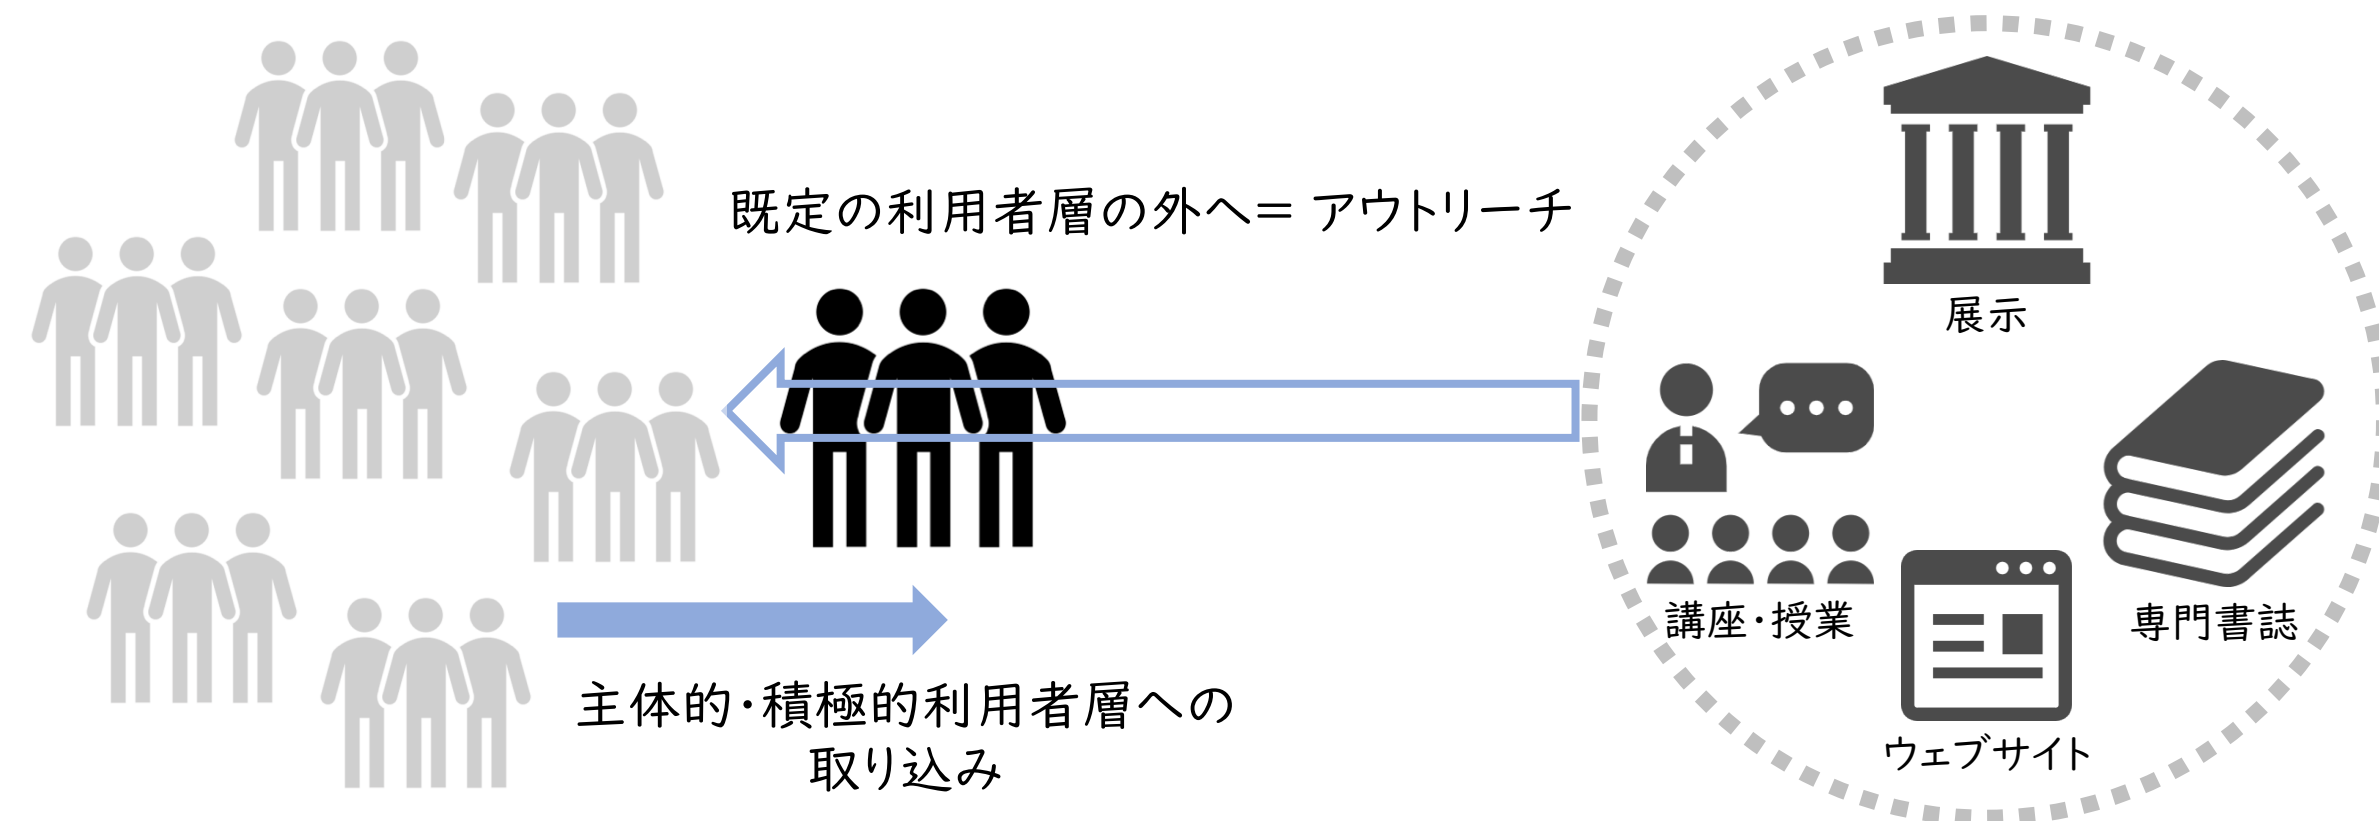 既定の利用者層の外へ= アウトリーチ
展示
講座・授業
専門書誌
ウェブサイト
主体的・積極的利用者層への
取り込み